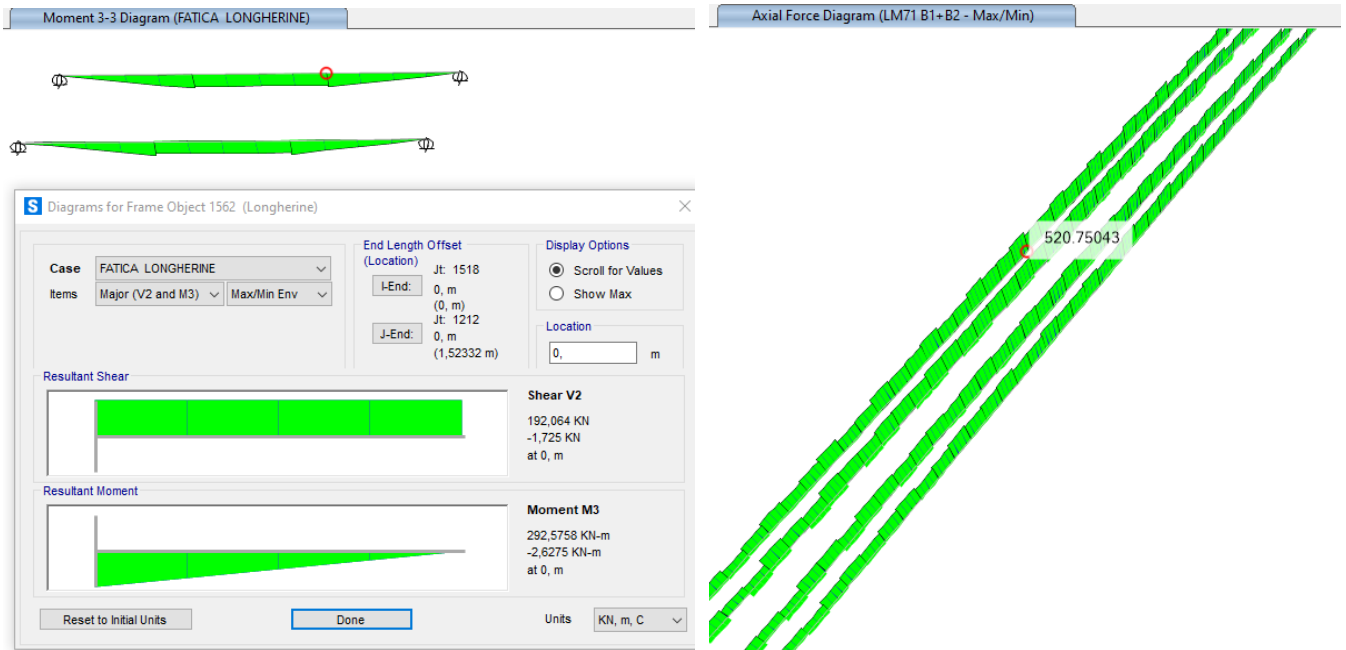 Moment 3-3 Diagram (FATICA LONGHERINE)
Diagrams for Frame Object 1562 (Longherine)
Case FATICA LONGHERINE
Items Major (V2 and M3) Max/Min Env
End Length Offset
(Location)
I-End:
Jt: 1518
0, m
(0, m)
J-End:
Jt: 1212
0, m
(1,52332 m)
Display Options
Scroll for Values
Show Max
Location
0, m
Resultant Shear
Shear V2
192,064 KN
-1,725 KN
at 0, m
Resultant Moment
Moment M3
292,5758 KN-m
-2,6275 KN-m
at 0, m
Reset to Initial Units
Done
Units KN, m, C
Axial Force Diagram (LM71 B1+B2 - Max/Min)
520.75043